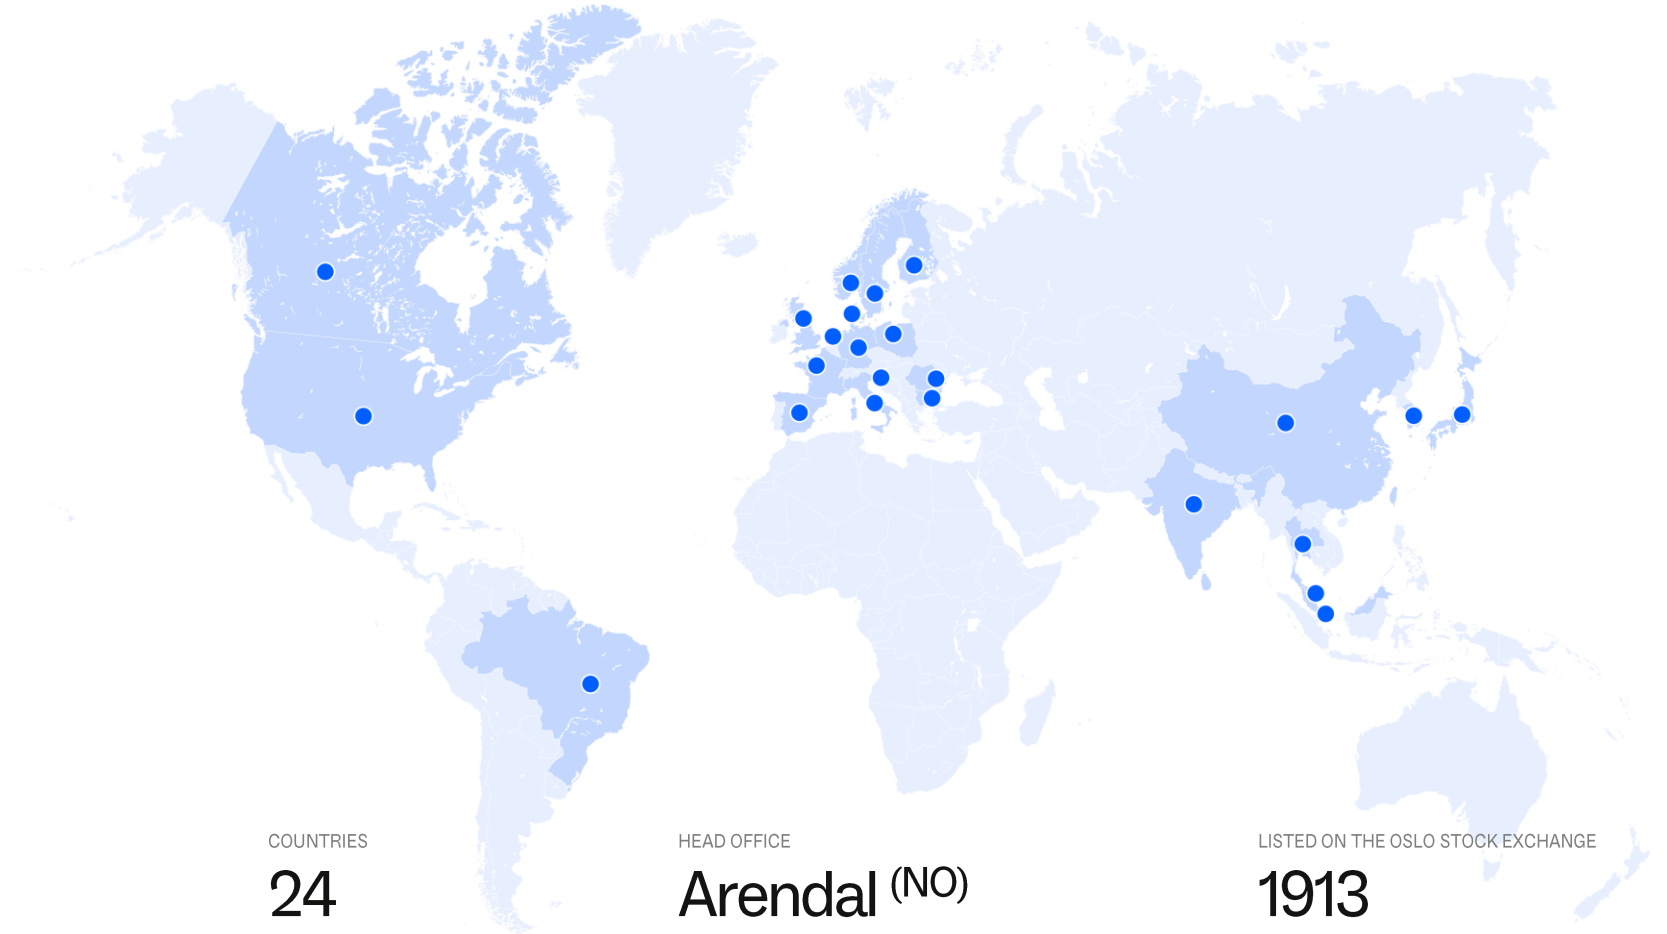 COUNTRIES
24
HEAD OFFICE
Arendal (NO)
LISTED ON THE OSLO STOCK EXCHANGE
1913